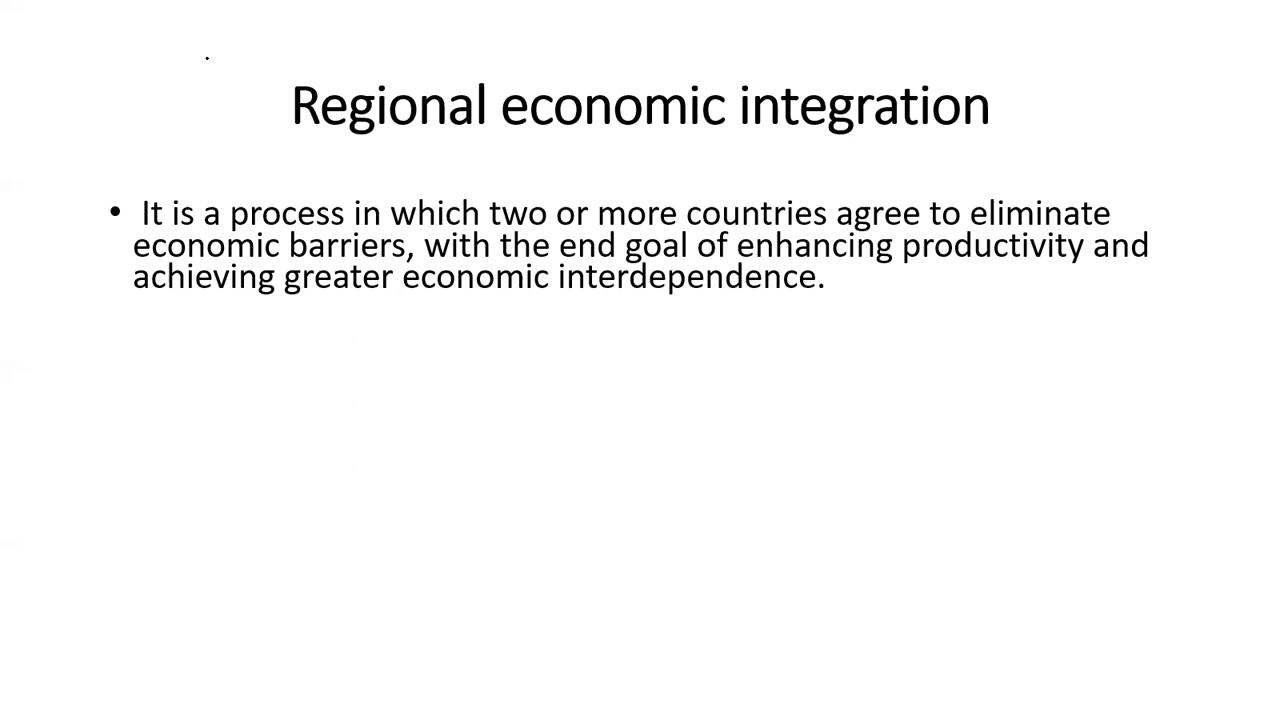 Regional economic integration
• It is a process in which two or more countries agree to eliminate
economic barriers, with the end goal of enhancing productivity and
achieving greater economic interdependence.